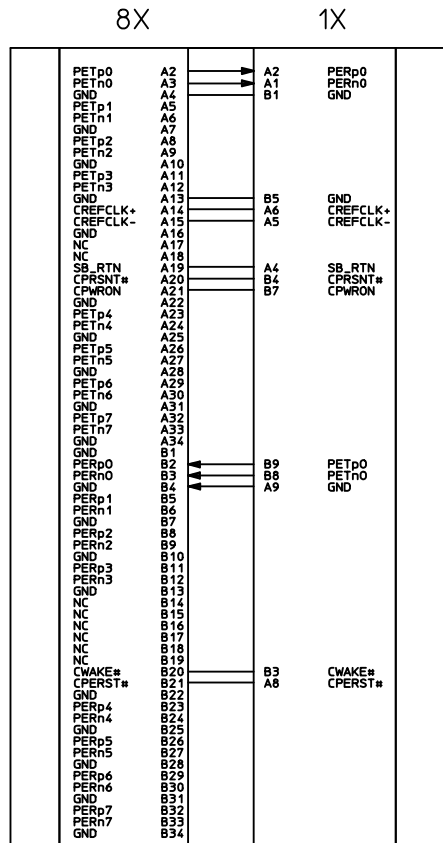 8X 1X
PETp0 A2 A2 PERp0
PETn0 A3 A1 PERn0
GND A4 B1 GND
PETp1 A5
PETn1 A6
GND A7
PETp2 A8
PETn2 A9
GND A10
PETp3 A11
PETn3 A12
GND A13 B5 GND
CREFCLK+ A14 A6 CREFCLK+
CREFCLK- A15 A5 CREFCLK-
GND A16
NC A17
NC A18
SB_RTN A19 A4 SB_RTN
CPRSNT# A20 B4 CPRSNT#
CPWRON A21 B7 CPWRON
GND A22
PETp4 A23
PETn4 A24
GND A25
PETp5 A26
PETn5 A27
GND A28
PETp6 A29
PETn6 A30
GND A31
PETp7 A32
PETn7 A33
GND A34
GND B1
PERp0 B2 B9 PETp0
PERn0 B3 B8 PETn0
GND B4 A9 GND
PERp1 B5
PERn1 B6
GND B7
PERp2 B8
PERn2 B9
GND B10
PERp3 B11
PERn3 B12
GND B13
NC B14
NC B15
NC B16
NC B17
NC B18
NC B19
CWAKE# B20 B3 CWAKE#
CPERST# B21 A8 CPERST#
GND B22
PERp4 B23
PERn4 B24
GND B25
PERp5 B26
PERn5 B27
GND B28
PERp6 B29
PERn6 B30
GND B31
PERp7 B32
PERn7 B33
GND B34